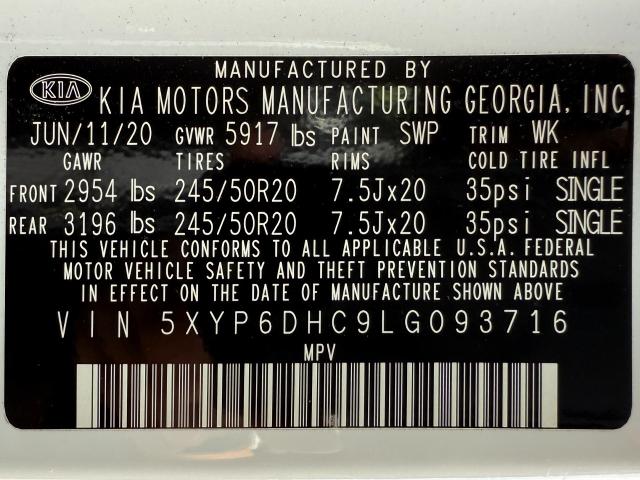 MANUFACTURED BY
KIA KIA MOTORS MANUFACTURING GEORGIA, INC.
JUN/11/20 GVWR 5917 lbs PAINT SWP TRIM WK
GAWR TIRES RIMS COLD TIRE INFL
FRONT 2954 lbs 245/50R20 7.5Jx20 35psi SINGLE
REAR 3196 lbs 245/50R20 7.5Jx20 35psi SINGLE
THIS VEHICLE CONFORMS TO ALL APPLICABLE U.S.A. FEDERAL
MOTOR VEHICLE SAFETY AND THEFT PREVENTION STANDARDS
IN EFFECT ON THE DATE OF MANUFACTURE SHOWN ABOVE
VIN 5XYP6DHC9LG093716
MPV